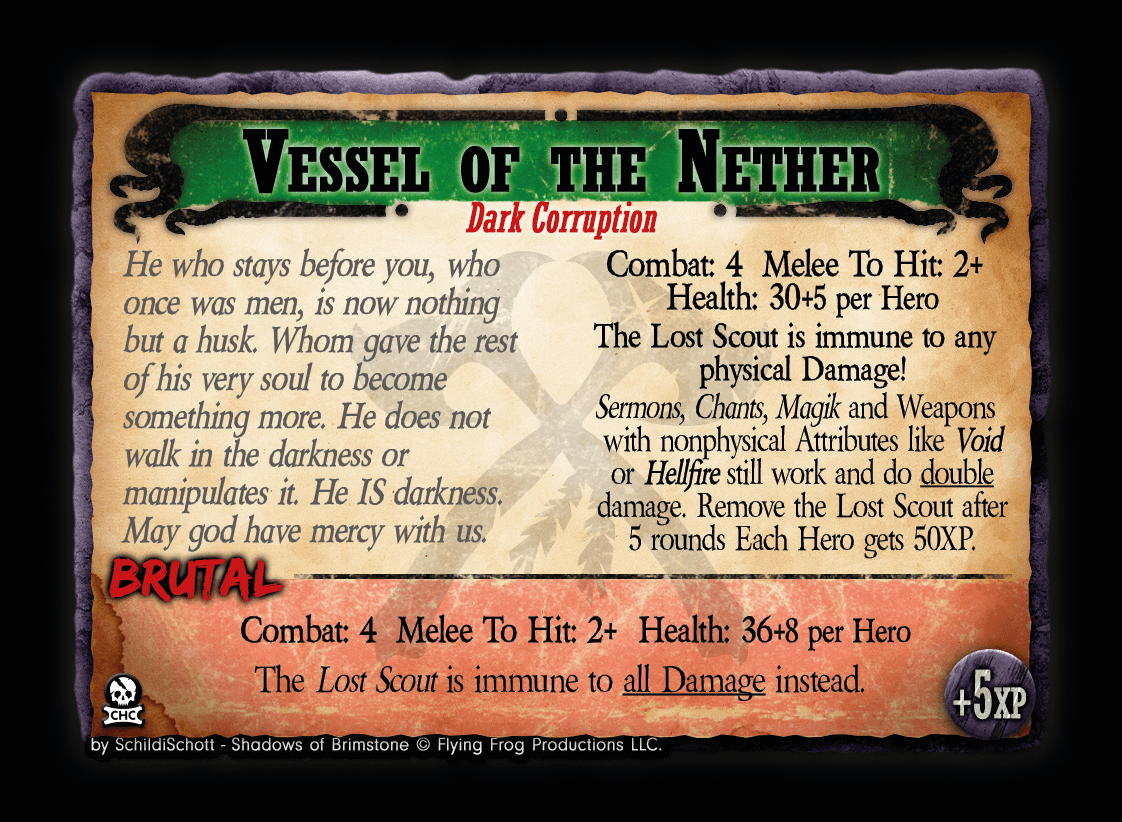 Vessel of the Nether
Dark Corruption
He who stays before you, who
once was men, is now nothing
but a husk. Whom gave the rest
of his very soul to become
something more. He does not
walk in the darkness or
manipulates it. He IS darkness.
May god have mercy with us.
Combat: 4 Melee To Hit: 2+
Health: 30+5 per Hero
The Lost Scout is immune to any
physical Damage!
Sermons, Chants, Magik and Weapons
with nonphysical Attributes like Void
or Hellfire still work and do double
damage. Remove the Lost Scout after
5 rounds Each Hero gets 50XP.
BRUTAL
Combat: 4 Melee To Hit: 2+ Health: 36+8 per Hero
The Lost Scout is immune to all Damage instead.
CHC
+5XP
by SchildiSchott - Shadows of Brimstone © Flying Frog Productions LLC.